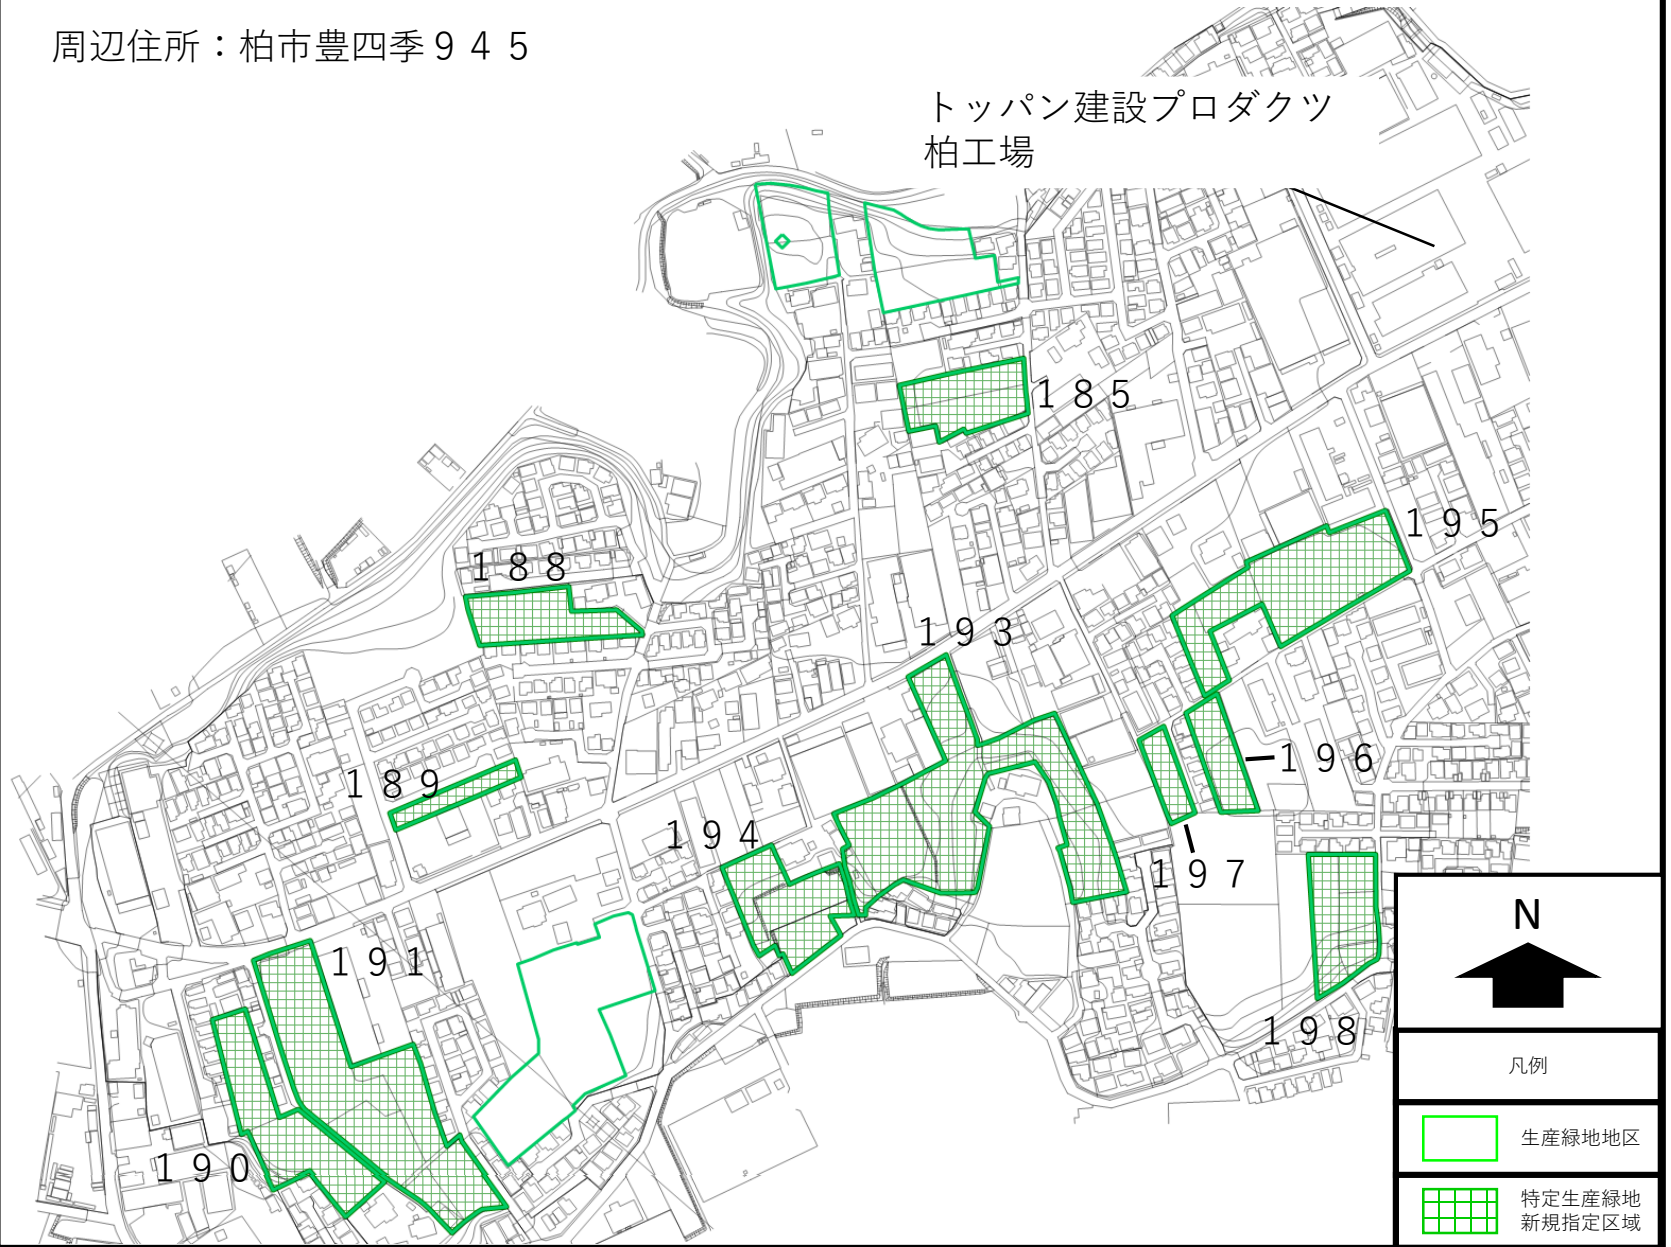 周辺住所：柏市豊四季９４５
トッパン建設プロダクツ
柏工場
１８５
１９５
１８８
１９３
１９６
１８９
１９４
１９７
１９１
１９８
１９０
N
凡例
生産緑地地区
特定生産緑地
新規指定区域